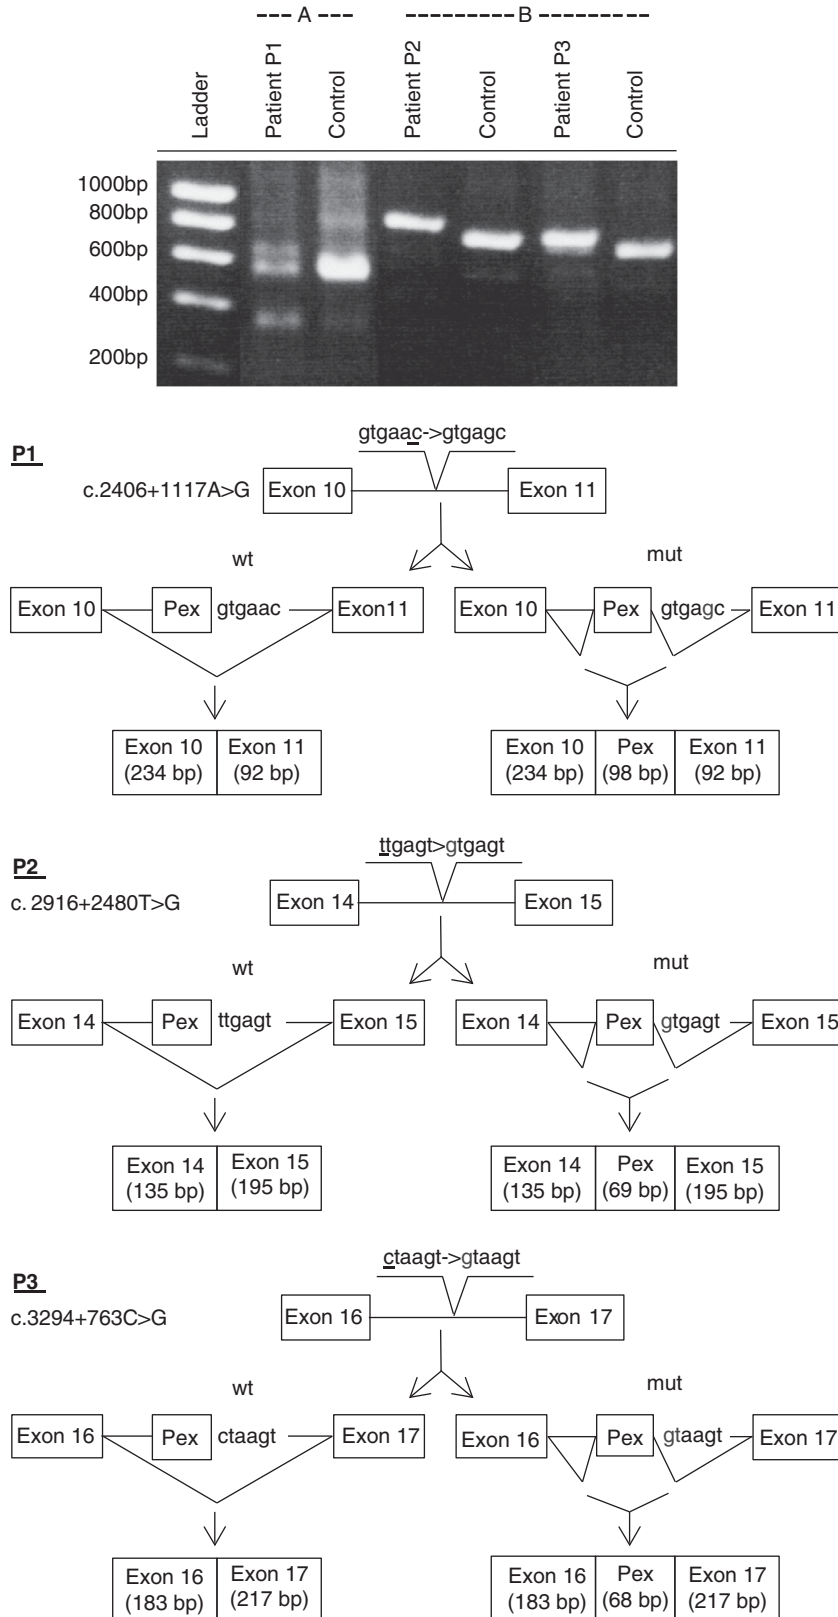 --- A ---
------- B --------
Ladder
Patient P1
Control
Patient P2
Control
Patient P3
Control
1000bp
800bp
600bp
400bp
200bp
P1
gtgaac->gtgagc
c.2406+1117A>G
Exon 10
Exon 11
wt
mut
Exon 10
Pex
gtgaac
Exon11
Exon 10
Pex
gtgagc
Exon 11
Exon 10
(234 bp)
Exon 11
(92 bp)
Exon 10
(234 bp)
Pex
(98 bp)
Exon 11
(92 bp)
P2
ttgagt>gtgagt
c. 2916+2480T>G
Exon 14
Exon 15
wt
mut
Exon 14
Pex
ttgagt
Exon 15
Exon 14
Pex
gtgagt
Exon 15
Exon 14
(135 bp)
Exon 15
(195 bp)
Exon 14
(135 bp)
Pex
(69 bp)
Exon 15
(195 bp)
P3
ctaagt->gtaagt
c.3294+763C>G
Exon 16
Exon 17
wt
mut
Exon 16
Pex
ctaagt
Exon 17
Exon 16
Pex
gtaagt
Exon 17
Exon 16
(183 bp)
Exon 17
(217 bp)
Exon 16
(183 bp)
Pex
(68 bp)
Exon 17
(217 bp)